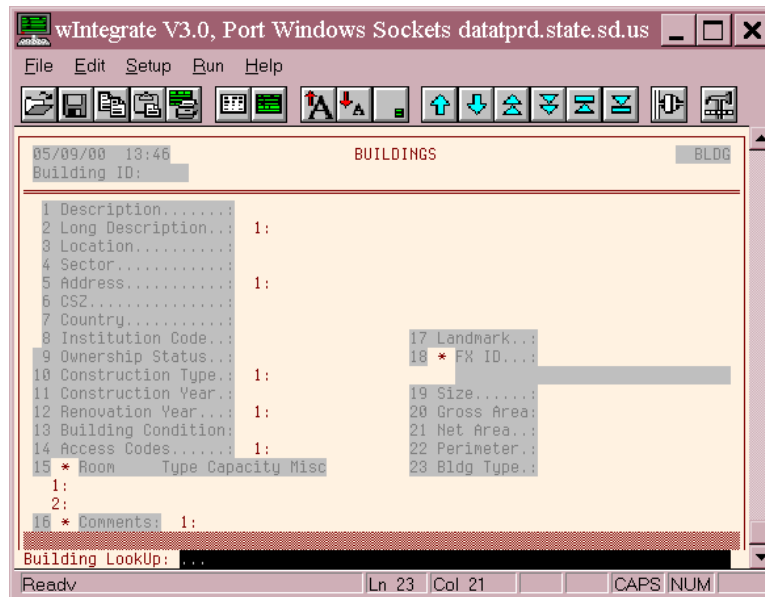 wIntegrate V3.0, Port Windows Sockets datatprd.state.sd.us
File Edit Setup Run Help
05/09/00 13:46 BUILDINGS BLDG
Building ID:
1 Description.......:
2 Long Description..: 1:
3 Location..........:
4 Sector............:
5 Address...........: 1:
6 CSZ...............:
7 Country...........:
8 Institution Code..: 17 Landmark..:
9 Ownership Status..: 18 * FX ID...:
10 Construction Type.: 1:
11 Construction Year.: 19 Size......:
12 Renovation Year...: 1: 20 Gross Area:
13 Building Condition: 21 Net Area..:
14 Access Codes......: 1: 22 Perimeter.:
15 * Room Type Capacity Misc 23 Bldg Type.:
1:
2:
16 * Comments: 1:
Building LookUp: ...
Ready Ln 23 Col 21 CAPS NUM